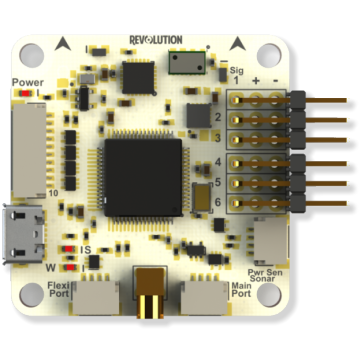 REVOLUTION
Sig
1 + -
Power
2
3
10
4
5
6
IS
W
Flexi
Port
Main
Port
Pwr Sen
Sonar